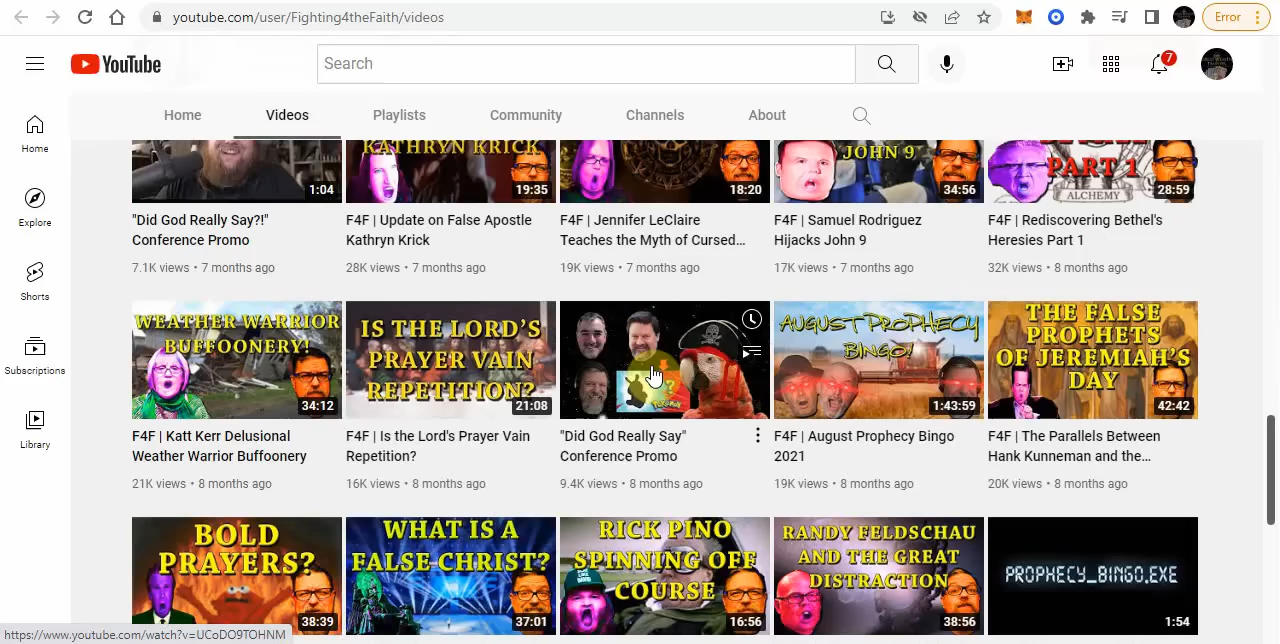 youtube.com/user/Fighting4theFaith/videos
Error
YouTube
Search
7
Home
Videos
Playlists
Community
Channels
About
Home
Explore
Shorts
Subscriptions
Library
KATHRYN KRICK
JOHN 9
PART 1
ALCHEMY
1:04
19:35
18:20
34:56
28:59
"Did God Really Say?!"
Conference Promo
7.1K views • 7 months ago
F4F | Update on False Apostle
Kathryn Krick
28K views • 7 months ago
F4F | Jennifer LeClaire
Teaches the Myth of Cursed...
19K views • 7 months ago
F4F | Samuel Rodriguez
Hijacks John 9
17K views • 7 months ago
F4F | Rediscovering Bethel's
Heresies Part 1
32K views • 8 months ago
WEATHER WARRIOR
BUFFOONERY!
34:12
IS THE LORD'S
PRAYER VAIN
REPETITION?
21:08
AUGUST PROPHECY
BINGO!
1:43:59
THE FALSE
PROPHETS
OF JEREMIAH'S
DAY
42:42
F4F | Katt Kerr Delusional
Weather Warrior Buffoonery
21K views • 8 months ago
F4F | Is the Lord's Prayer Vain
Repetition?
16K views • 8 months ago
"Did God Really Say"
Conference Promo
9.4K views • 8 months ago
F4F | August Prophecy Bingo
2021
19K views • 8 months ago
F4F | The Parallels Between
Hank Kunneman and the...
20K views • 8 months ago
BOLD
PRAYERS?
38:39
WHAT IS A
FALSE CHRIST?
37:01
RICK PINO
SPINNING OFF
COURSE
16:56
RANDY FELDSCHAU
AND THE GREAT
DISTRACTION
38:56
PROPHECY_BINGO.EXE
1:54
https://www.youtube.com/watch?v=UCoDO9TOHNM